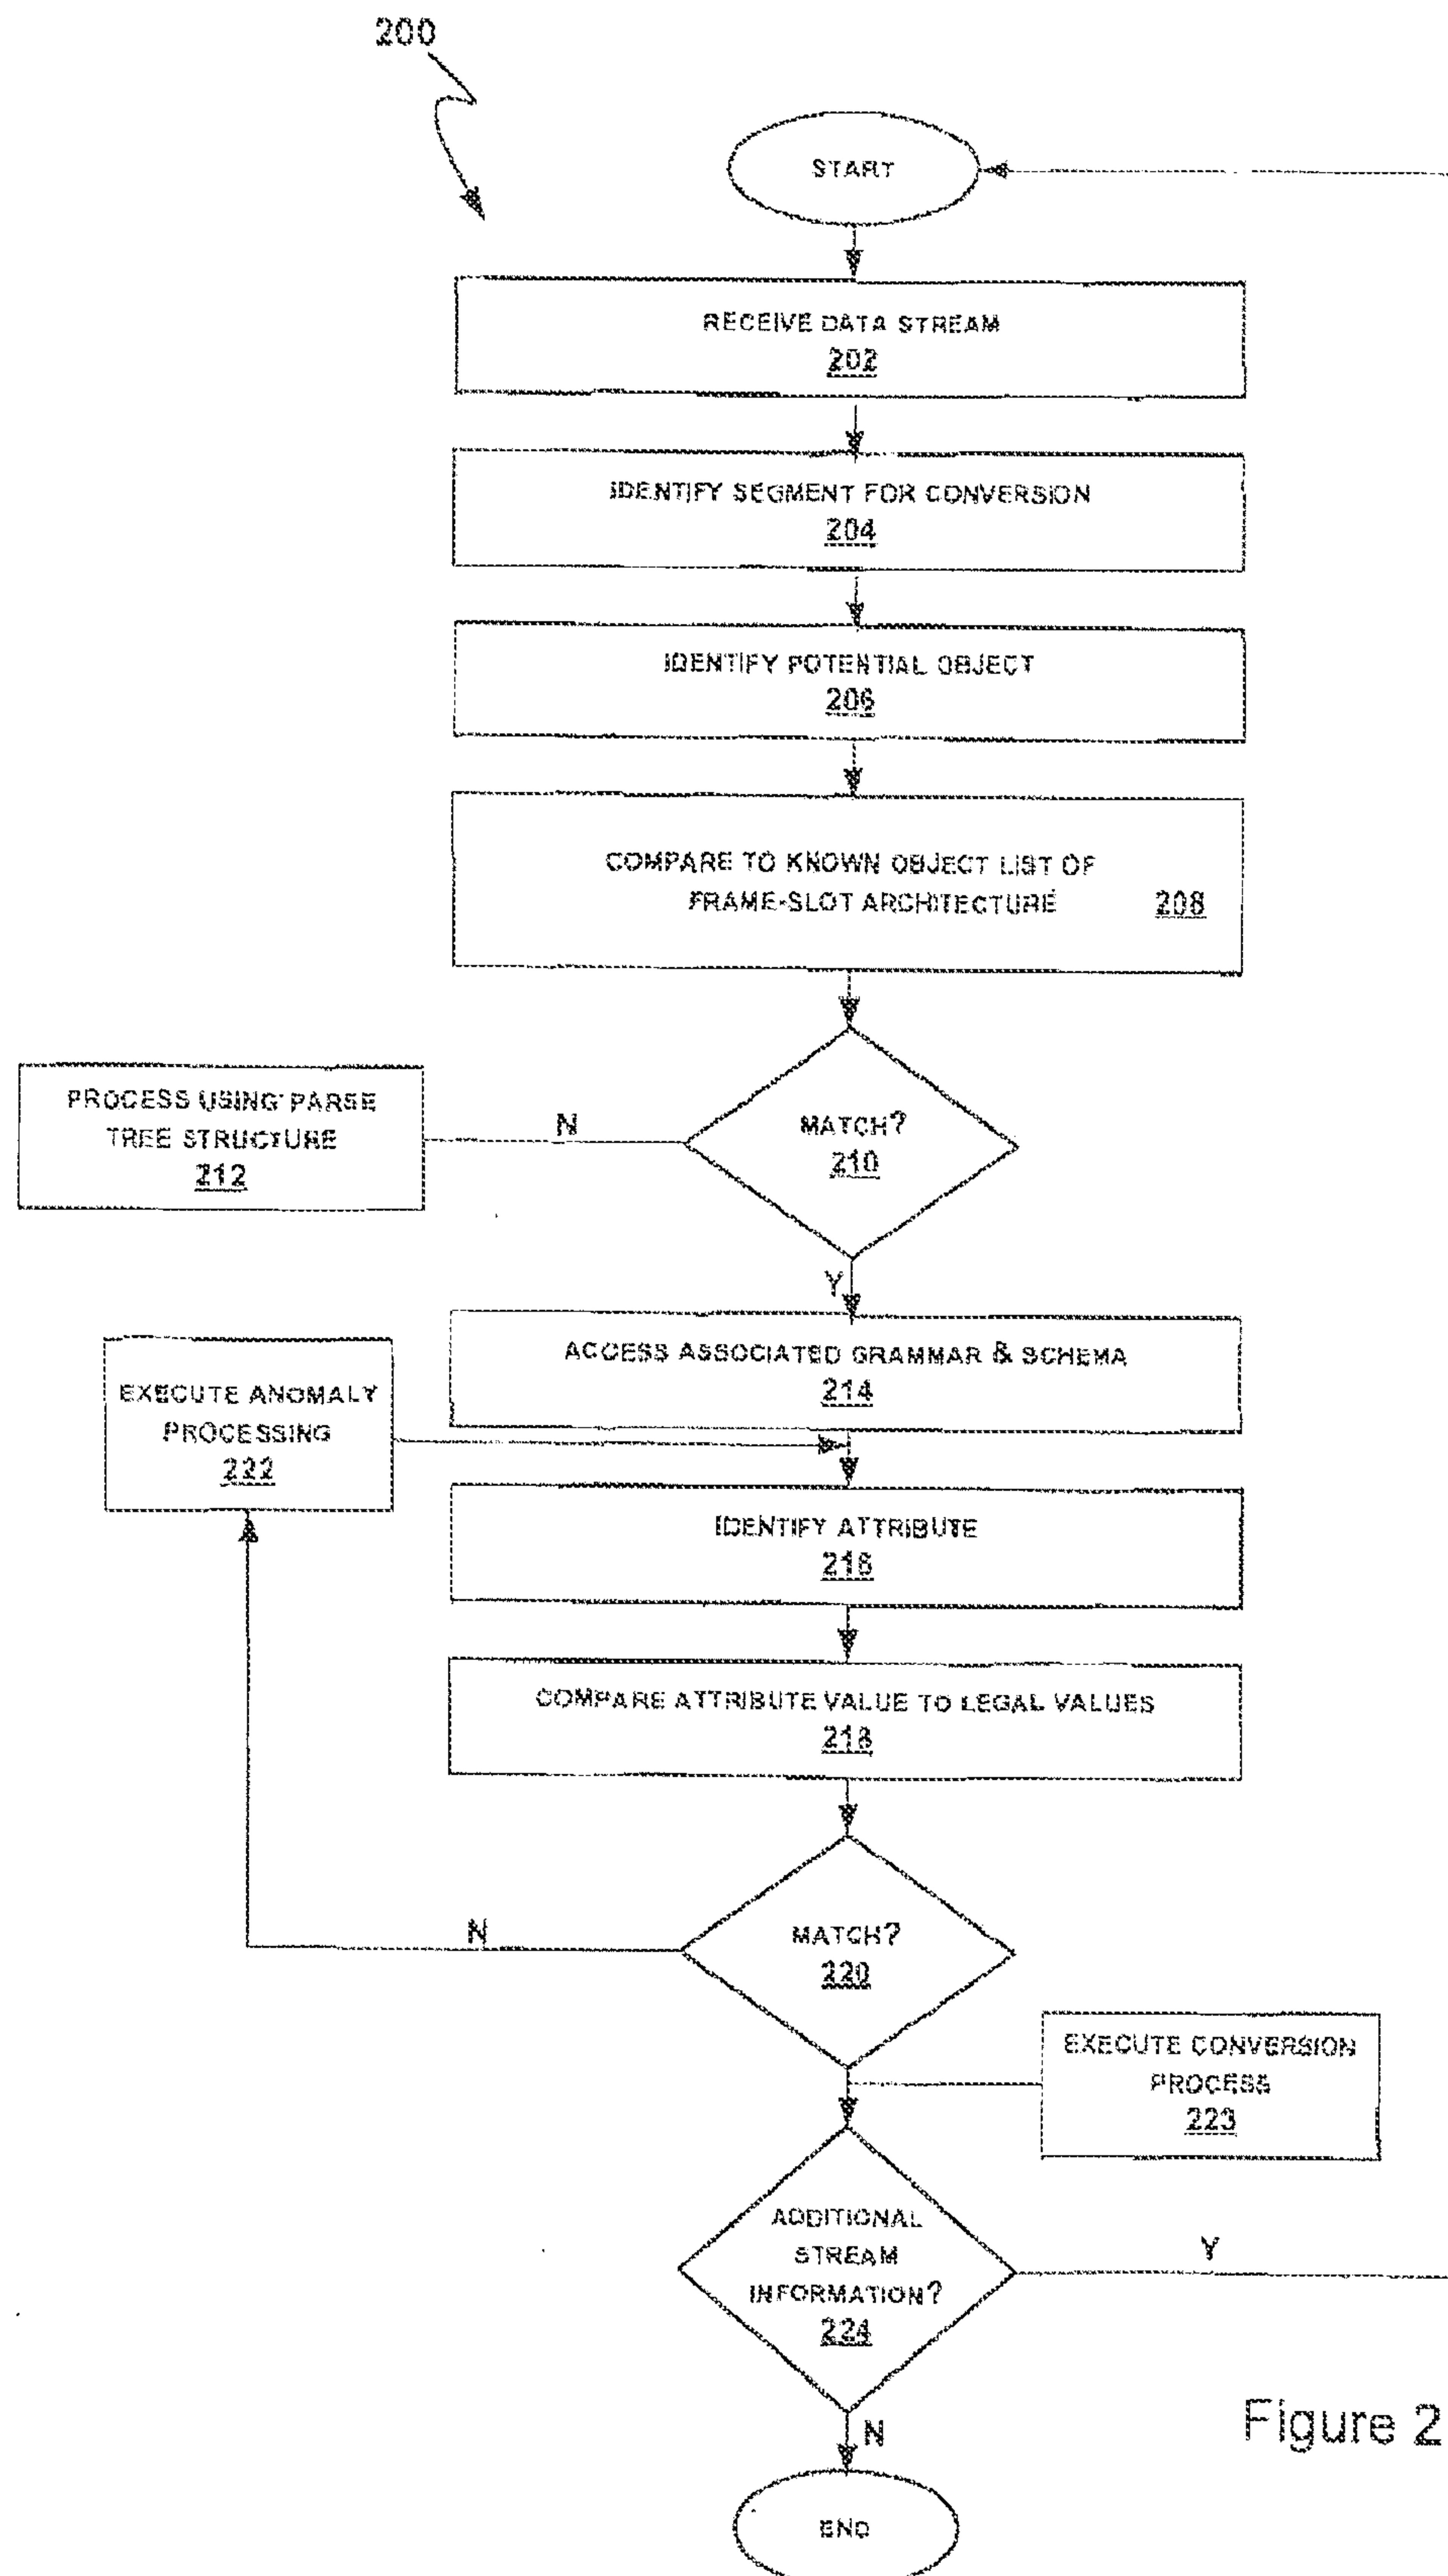 200
START
RECEIVE DATA STREAM
202
IDENTIFY SEGMENT FOR CONVERSION
204
IDENTIFY POTENTIAL OBJECT
206
COMPARE TO KNOWN OBJECT LIST OF
FRAME-SLOT ARCHITECTURE 208
PROCESS USING PARSE
TREE STRUCTURE
212
N
MATCH?
210
Y
ACCESS ASSOCIATED GRAMMAR & SCHEMA
214
EXECUTE ANOMALY
PROCESSING
222
IDENTIFY ATTRIBUTE
216
COMPARE ATTRIBUTE VALUE TO LEGAL VALUES
218
N
MATCH?
220
EXECUTE CONVERSION
PROCESS
223
ADDITIONAL
STREAM
INFORMATION?
224
Y
N
Figure 2
END